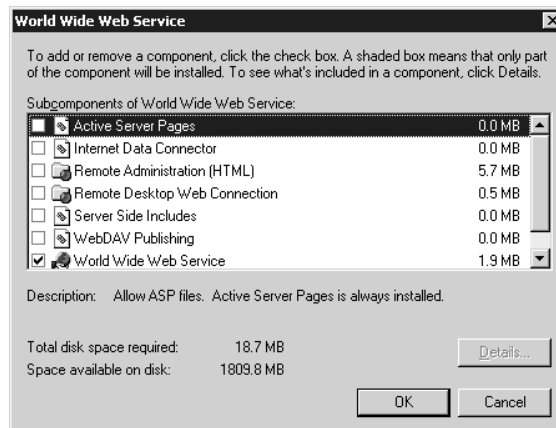 World Wide Web Service
To add or remove a component, click the check box. A shaded box means that only part
of the component will be installed. To see what's included in a component, click Details.
Subcomponents of World Wide Web Service:
Active Server Pages 0.0 MB
Internet Data Connector 0.0 MB
Remote Administration (HTML) 5.7 MB
Remote Desktop Web Connection 0.5 MB
Server Side Includes 0.0 MB
WebDAV Publishing 0.0 MB
World Wide Web Service 1.9 MB
Description: Allow ASP files. Active Server Pages is always installed.
Total disk space required: 18.7 MB
Space available on disk: 1809.8 MB
Details...
OK Cancel